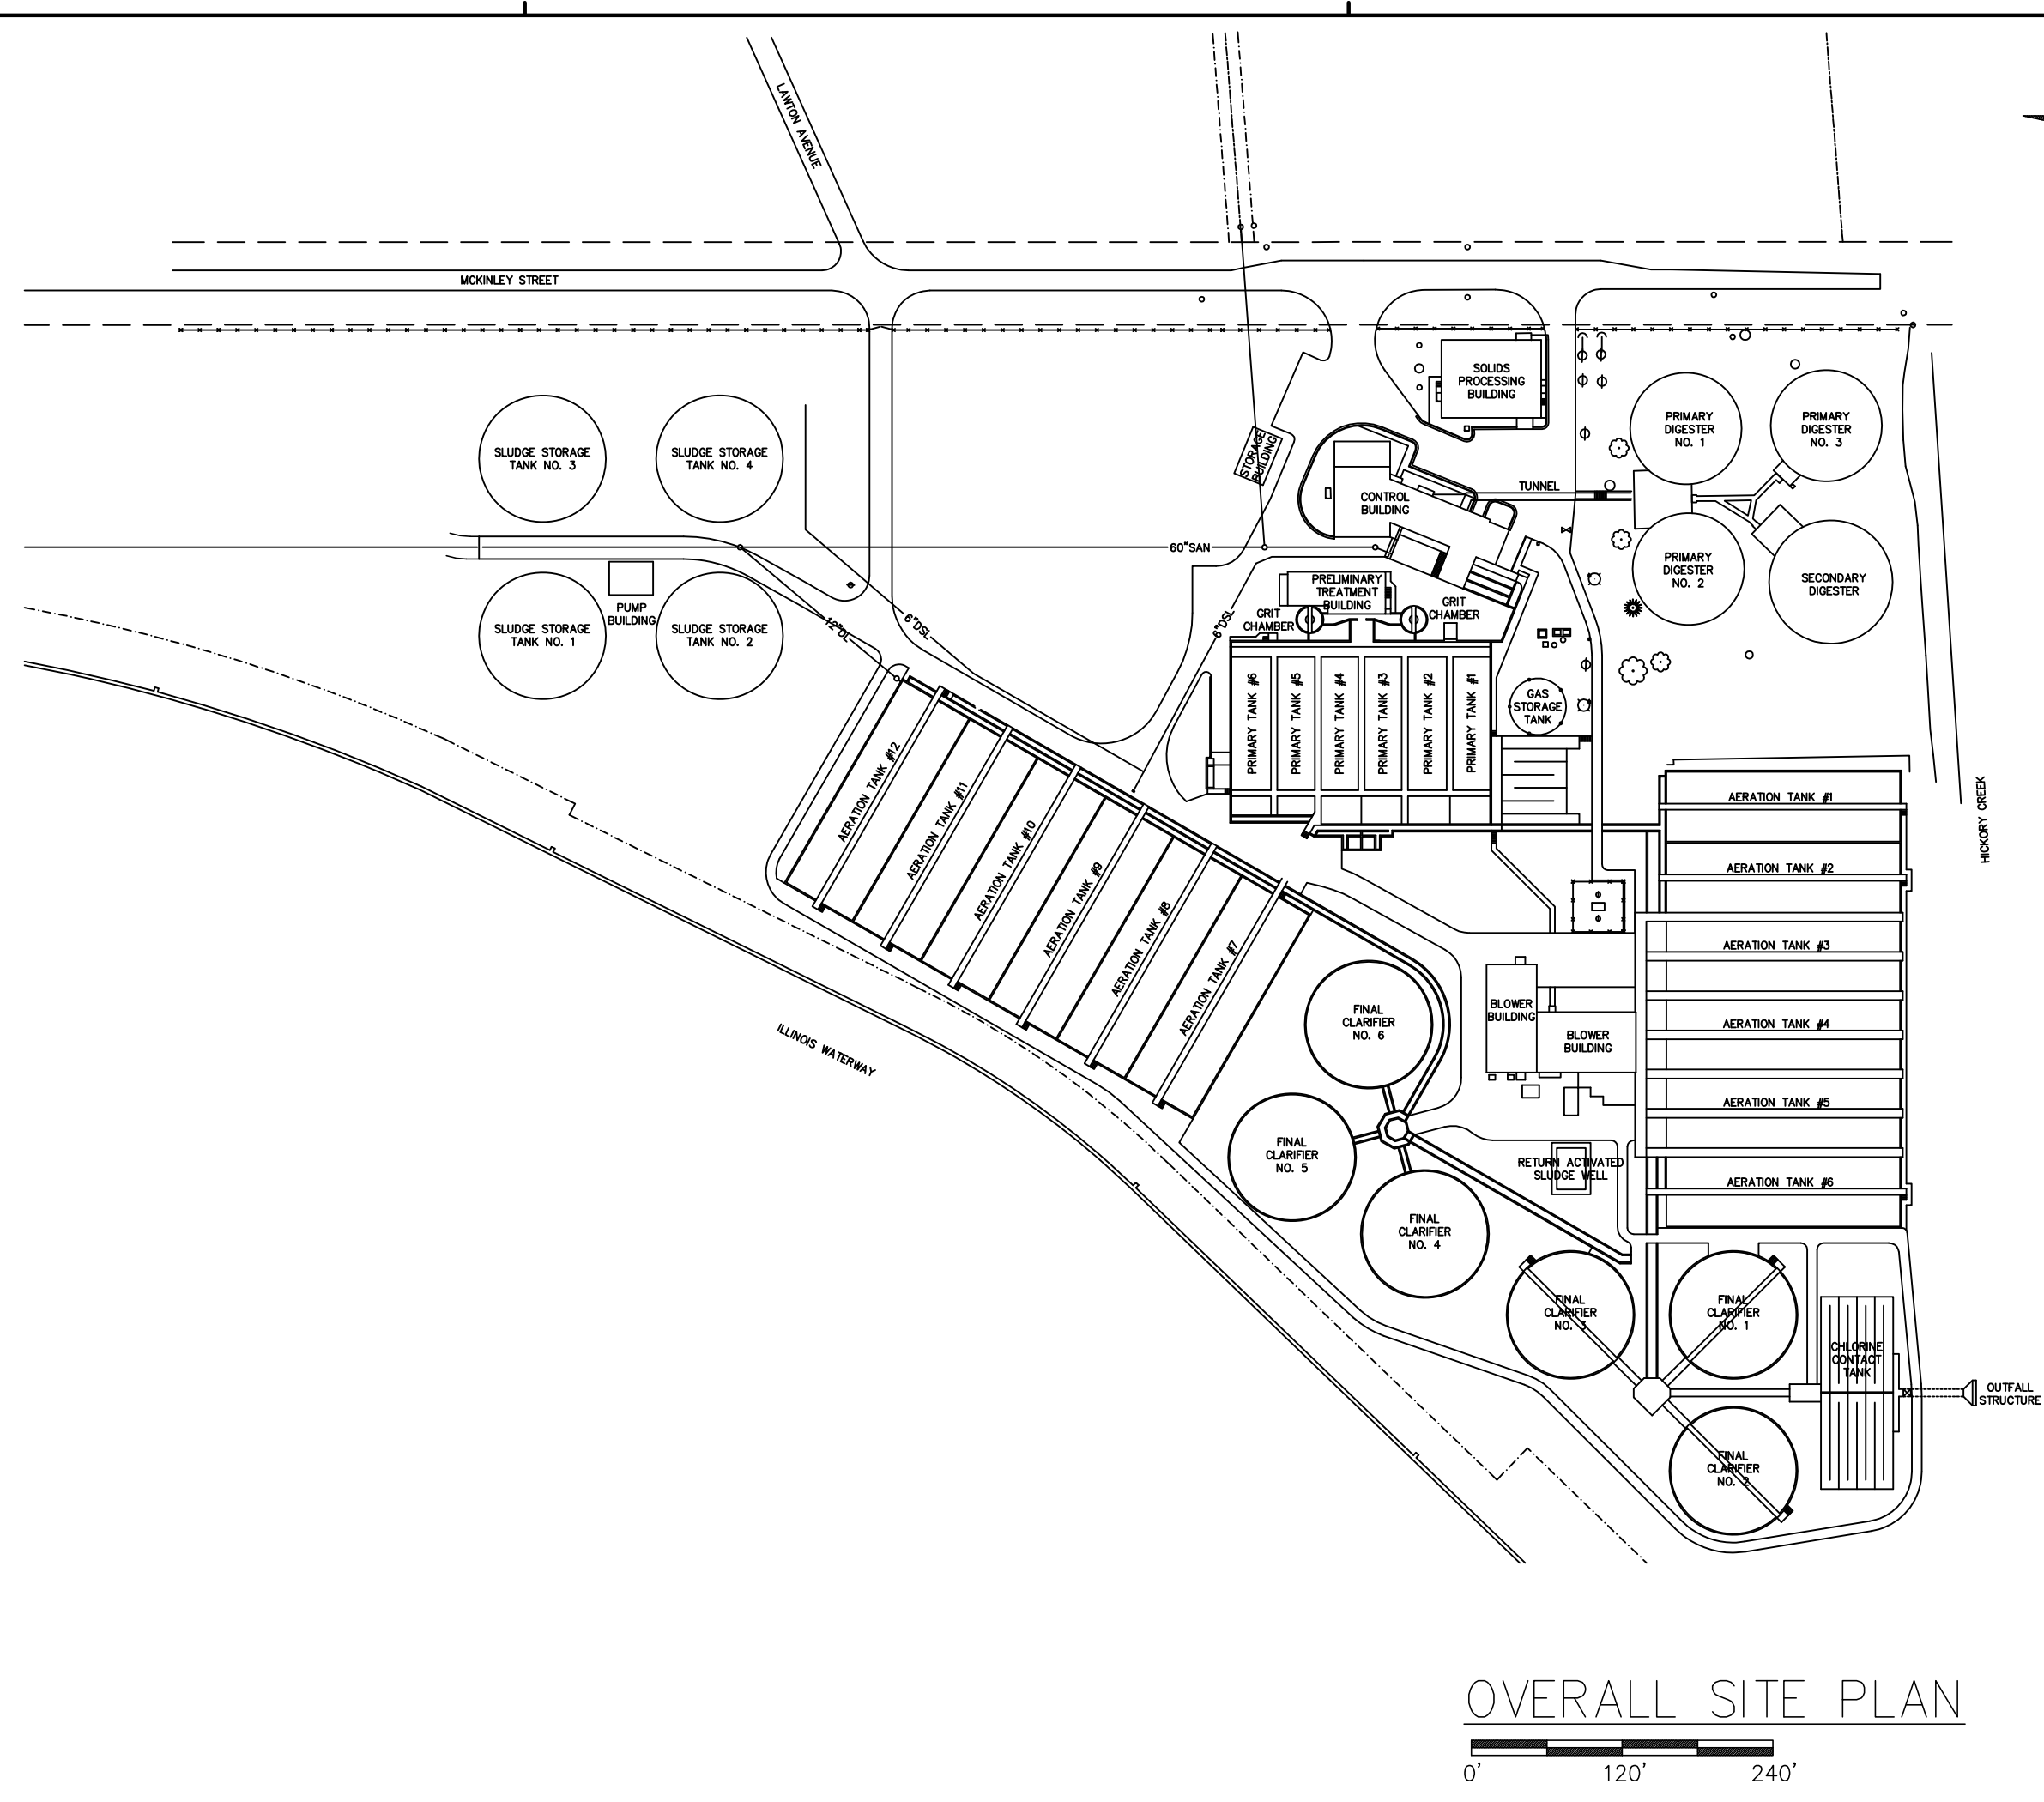 LAWTON AVENUE
MCKINLEY STREET
SOLIDS
PROCESSING
BUILDING
PRIMARY
DIGESTER
NO. 1
PRIMARY
DIGESTER
NO. 3
SLUDGE STORAGE
TANK NO. 3
SLUDGE STORAGE
TANK NO. 4
STORAGE
BUILDING
CONTROL
BUILDING
TUNNEL
60"SAN
PRIMARY
DIGESTER
NO. 2
SECONDARY
DIGESTER
PUMP
BUILDING
SLUDGE STORAGE
TANK NO. 1
SLUDGE STORAGE
TANK NO. 2
12"DL
6"DSL
6"DSL
PRELIMINARY
TREATMENT
BUILDING
GRIT
CHAMBER
GRIT
CHAMBER
PRIMARY TANK #6
PRIMARY TANK #5
PRIMARY TANK #4
PRIMARY TANK #3
PRIMARY TANK #2
PRIMARY TANK #1
GAS
STORAGE
TANK
AERATION TANK #12
AERATION TANK #11
AERATION TANK #10
AERATION TANK #9
AERATION TANK #8
AERATION TANK #7
AERATION TANK #1
AERATION TANK #2
AERATION TANK #3
AERATION TANK #4
AERATION TANK #5
AERATION TANK #6
HICKORY CREEK
ILLINOIS WATERWAY
BLOWER
BUILDING
BLOWER
BUILDING
FINAL
CLARIFIER
NO. 6
FINAL
CLARIFIER
NO. 5
FINAL
CLARIFIER
NO. 4
RETURN ACTIVATED
SLUDGE WELL
FINAL
CLARIFIER
NO. 3
FINAL
CLARIFIER
NO. 1
CHLORINE
CONTACT
TANK
OUTFALL
STRUCTURE
FINAL
CLARIFIER
NO. 2
OVERALL SITE PLAN
0' 120' 240'